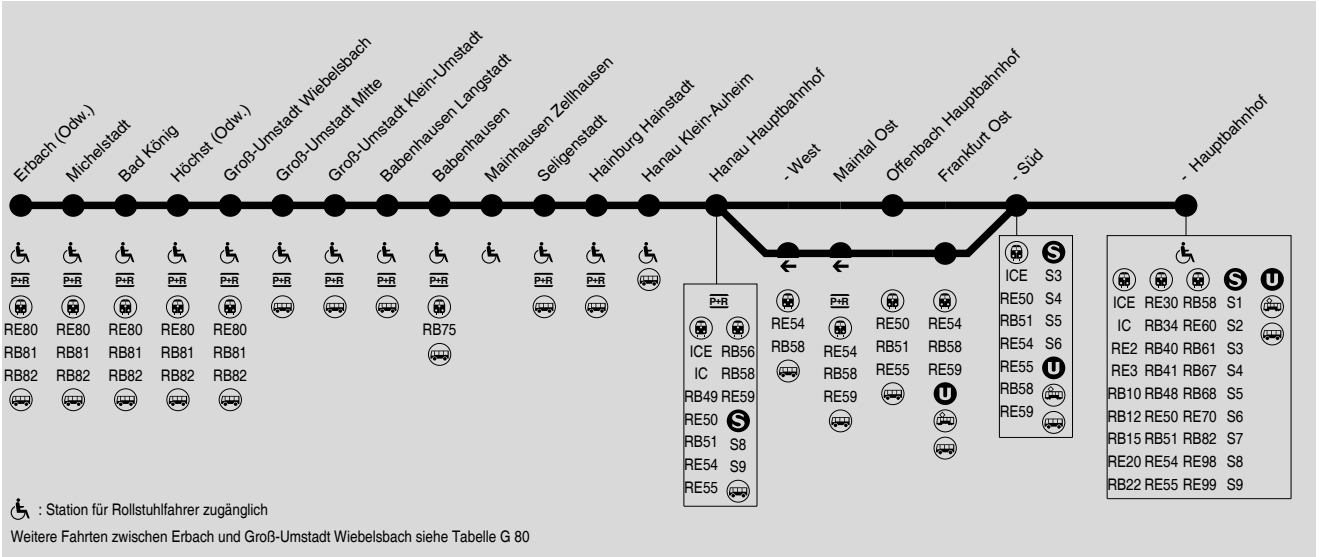 Erbach (Odw.)
Michelstadt
Bad König
Höchst (Odw.)
Groß-Umstadt Wiebelsbach
Groß-Umstadt Mitte
Groß-Umstadt Klein-Umstadt
Babenhausen Langstadt
Babenhausen
Mainhausen Zellhausen
Seligenstadt
Hainburg Hainstadt
Hanau Klein-Auheim
Hanau Hauptbahnhof
- West
Maintal Ost
Offenbach Hauptbahnhof
Frankfurt Ost
- Süd
- Hauptbahnhof
P+R
RE80
RB81
RB82
P+R
RE80
RB81
RB82
P+R
RE80
RB81
RB82
P+R
RE80
RB81
RB82
P+R
RE80
RB81
RB82
P+R
P+R
P+R
P+R
RB75
P+R
P+R
P+R
ICE RB56
IC RB58
RB49 RE59
RE50 S
RB51 S8
RE54 S9
RE55
RE54
RB58
P+R
RE54
RB58
RE59
RE50
RB51
RE55
RE54
RB58
RE59
U
S
ICE S3
RE50 S4
RB51 S5
RE54 S6
RE55 U
RB58
RE59
S U
ICE RE30 RB58 S1
IC RB34 RE60 S2
RE2 RB40 RB61 S3
RE3 RB41 RB67 S4
RB10 RB48 RB68 S5
RB12 RE50 RE70 S6
RB15 RB51 RB82 S7
RE20 RE54 RE98 S8
RB22 RE55 RE99 S9
: Station für Rollstuhlfahrer zugänglich
Weitere Fahrten zwischen Erbach und Groß-Umstadt Wiebelsbach siehe Tabelle G 80